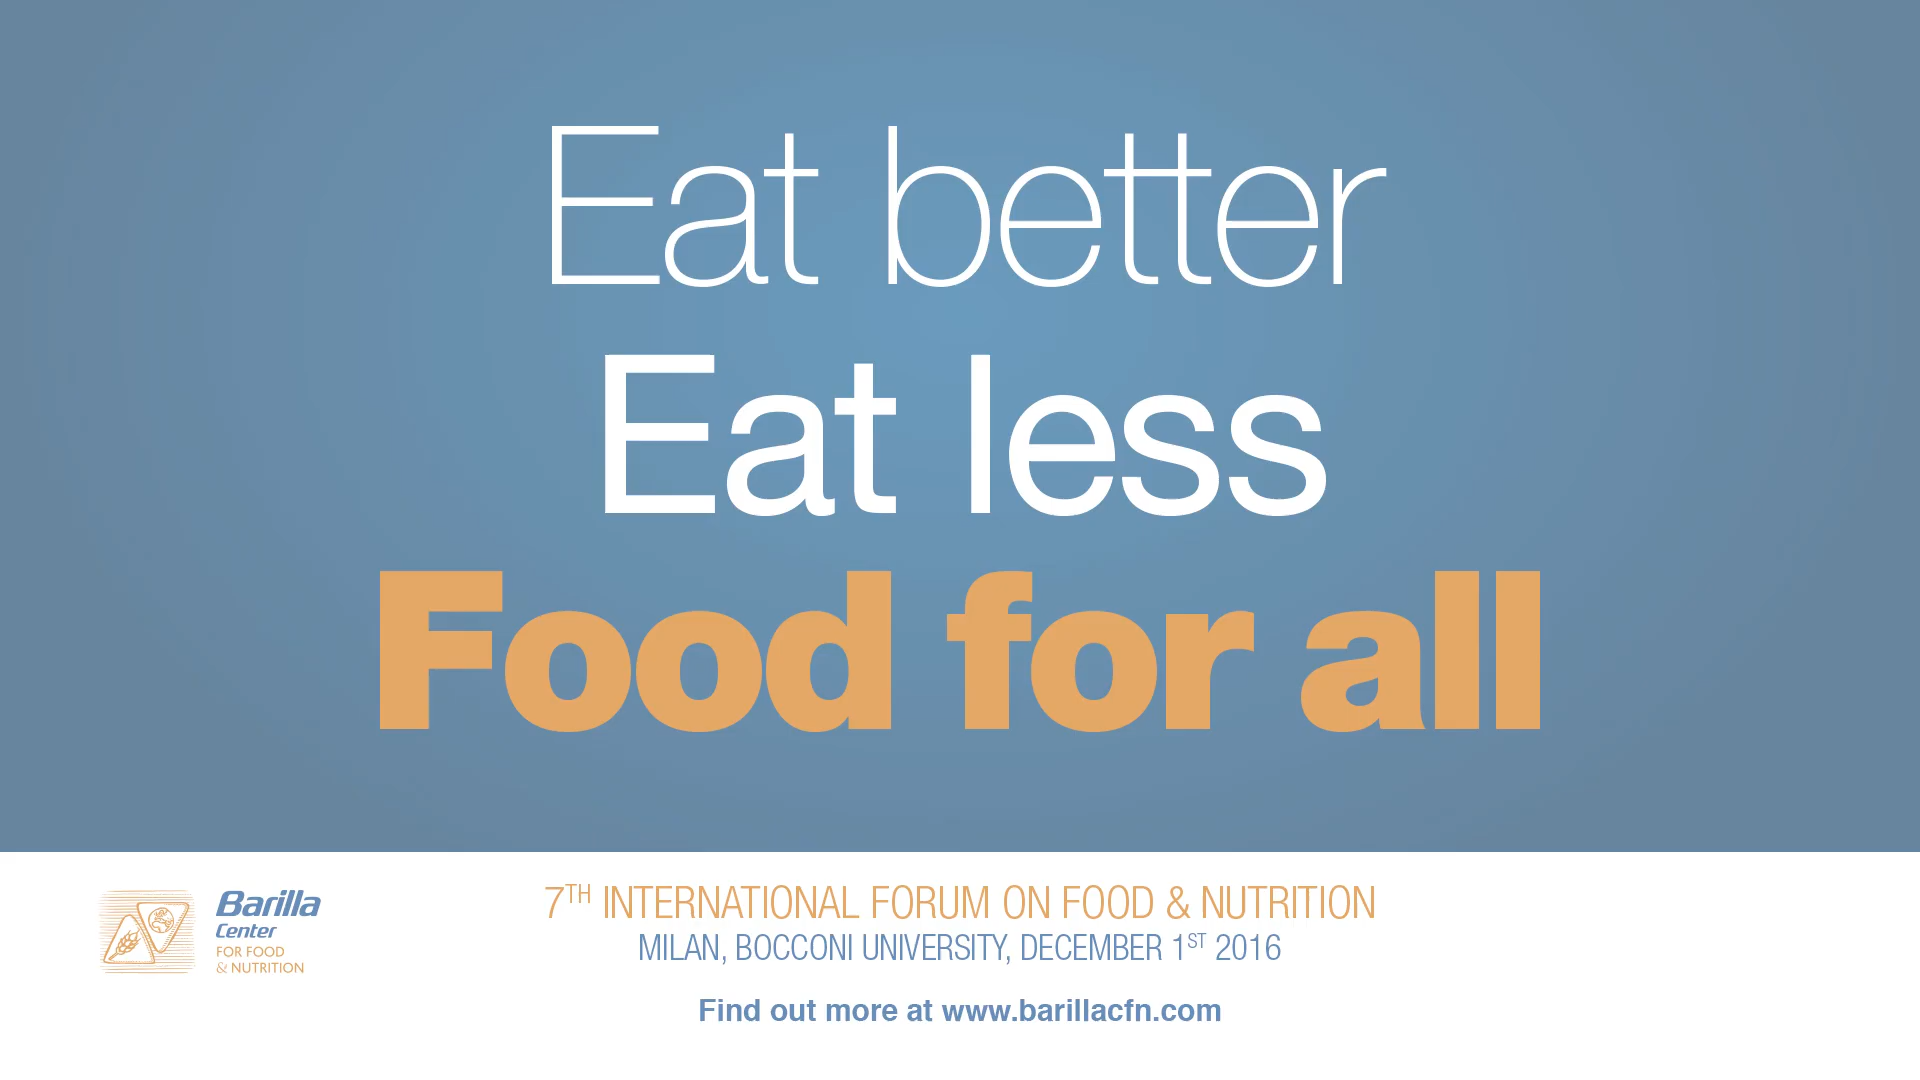 Eat better
Eat less
Food for all
Barilla
Center
FOR FOOD
& NUTRITION
7TH INTERNATIONAL FORUM ON FOOD & NUTRITION
MILAN, BOCCONI UNIVERSITY, DECEMBER 1ST 2016
Find out more at www.barillacfn.com